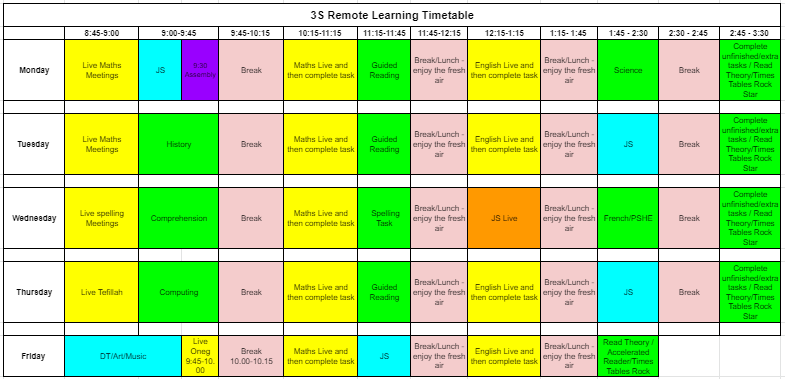 3S Remote Learning Timetable
8:45-9:00 9:00-9:45 9:45-10:15 10:15-11:15 11:15-11:45 11:45-12:15 12:15-1:15 1:15- 1:45 1:45 - 2:30 2:30 - 2:45 2:45 - 3:30
Monday
Live Maths
Meetings
JS
9:30
Assembly
Break
Maths Live and
then complete task
Guided
Reading
Break/Lunch -
enjoy the fresh
air
English Live and
then complete task
Break/Lunch -
enjoy the fresh
air
Science
Break
Complete
unfinished/extra
tasks / Read
Theory/Times
Tables Rock
Star
Tuesday
Live Maths
Meetings
History
Break
Maths Live and
then complete task
Guided
Reading
Break/Lunch -
enjoy the fresh
air
English Live and
then complete task
Break/Lunch -
enjoy the fresh
air
JS
Break
Complete
unfinished/extra
tasks / Read
Theory/Times
Tables Rock
Star
Wednesday
Live spelling
Meetings
Comprehension
Break
Maths Live and
then complete task
Spelling
Task
Break/Lunch -
enjoy the fresh
air
JS Live
Break/Lunch -
enjoy the fresh
air
French/PSHE
Break
Complete
unfinished/extra
tasks / Read
Theory/Times
Tables Rock
Star
Thursday
Live Tefillah
Computing
Break
Maths Live and
then complete task
Guided
Reading
Break/Lunch -
enjoy the fresh
air
English Live and
then complete task
Break/Lunch -
enjoy the fresh
air
JS
Break
Complete
unfinished/extra
tasks / Read
Theory/Times
Tables Rock
Star
Friday
DT/Art/Music
Live
Oneg
9:45-10.
00
Break
10.00-10.15
Maths Live and
then complete task
JS
Break/Lunch -
enjoy the fresh
air
English Live and
then complete task
Break/Lunch -
enjoy the fresh
air
Read Theory /
Accelerated
Reader/Times
Tables Rock